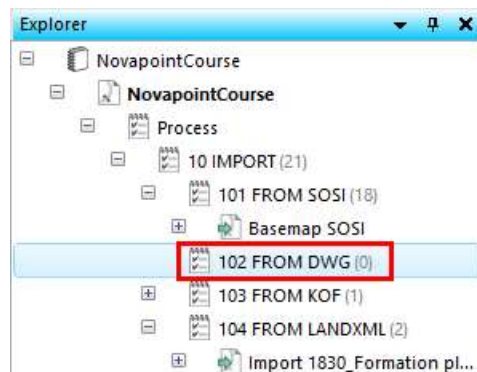 Explorer
NovapointCourse
NovapointCourse
Process
10 IMPORT (21)
101 FROM SOSI (18)
Basemap SOSI
102 FROM DWG (0)
103 FROM KOF (1)
104 FROM LANDXML (2)
Import 1830_Formation pl...